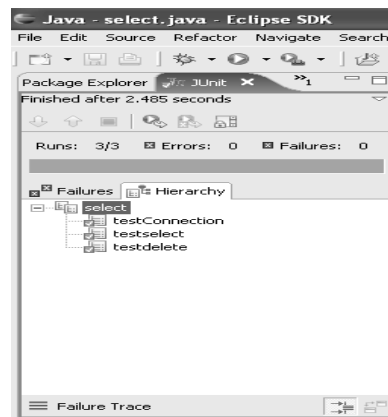 Java - select.java - Eclipse SDK
File Edit Source Refactor Navigate Search
Package Explorer JUnit »1
Finished after 2.485 seconds
Runs: 3/3 Errors: 0 Failures: 0
Failures Hierarchy
select
testConnection
testselect
testdelete
Failure Trace